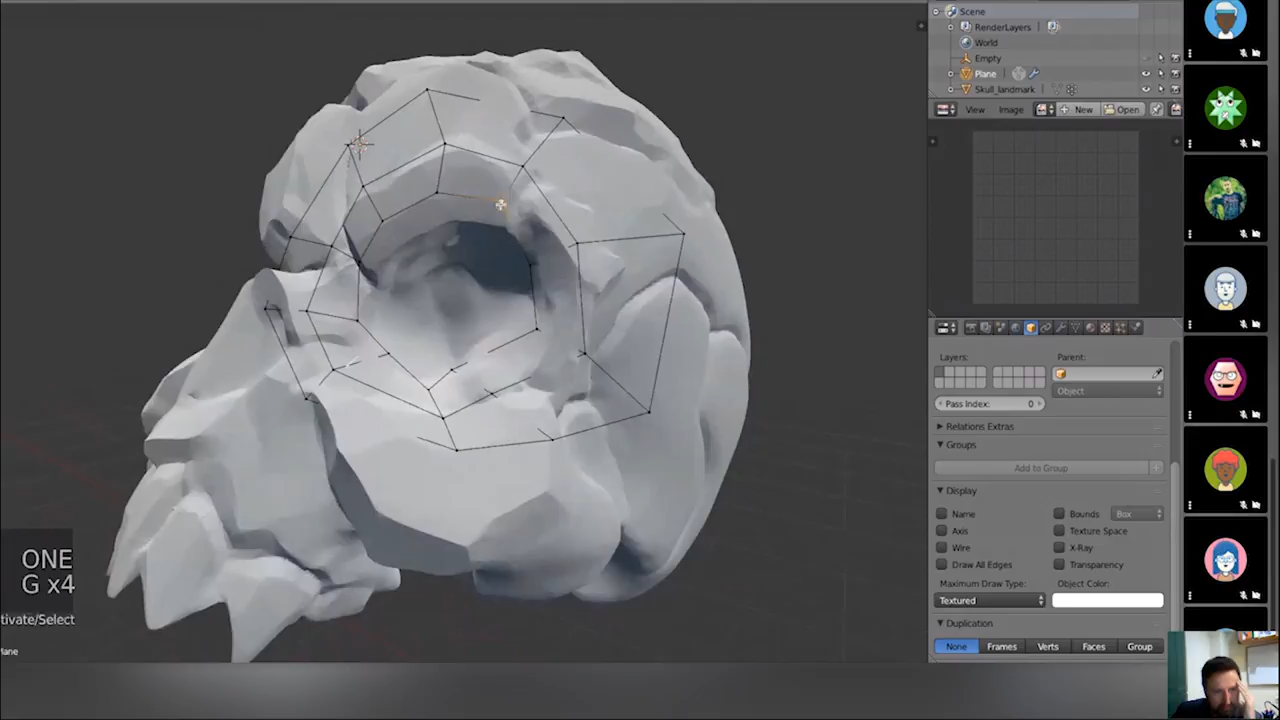 Scene
RenderLayers
World
Empty
Plane
Skull_landmark
View Image New Open
Layers: Parent:
Object
Pass Index: 0
Relations Extras
Groups
Add to Group
Display
Name Bounds Box
Axis Texture Space
Wire X-Ray
Draw All Edges Transparency
Maximum Draw Type: Object Color:
Textured
Duplication
None Frames Verts Faces Group
ONE
G x4
tivate/Select
lane